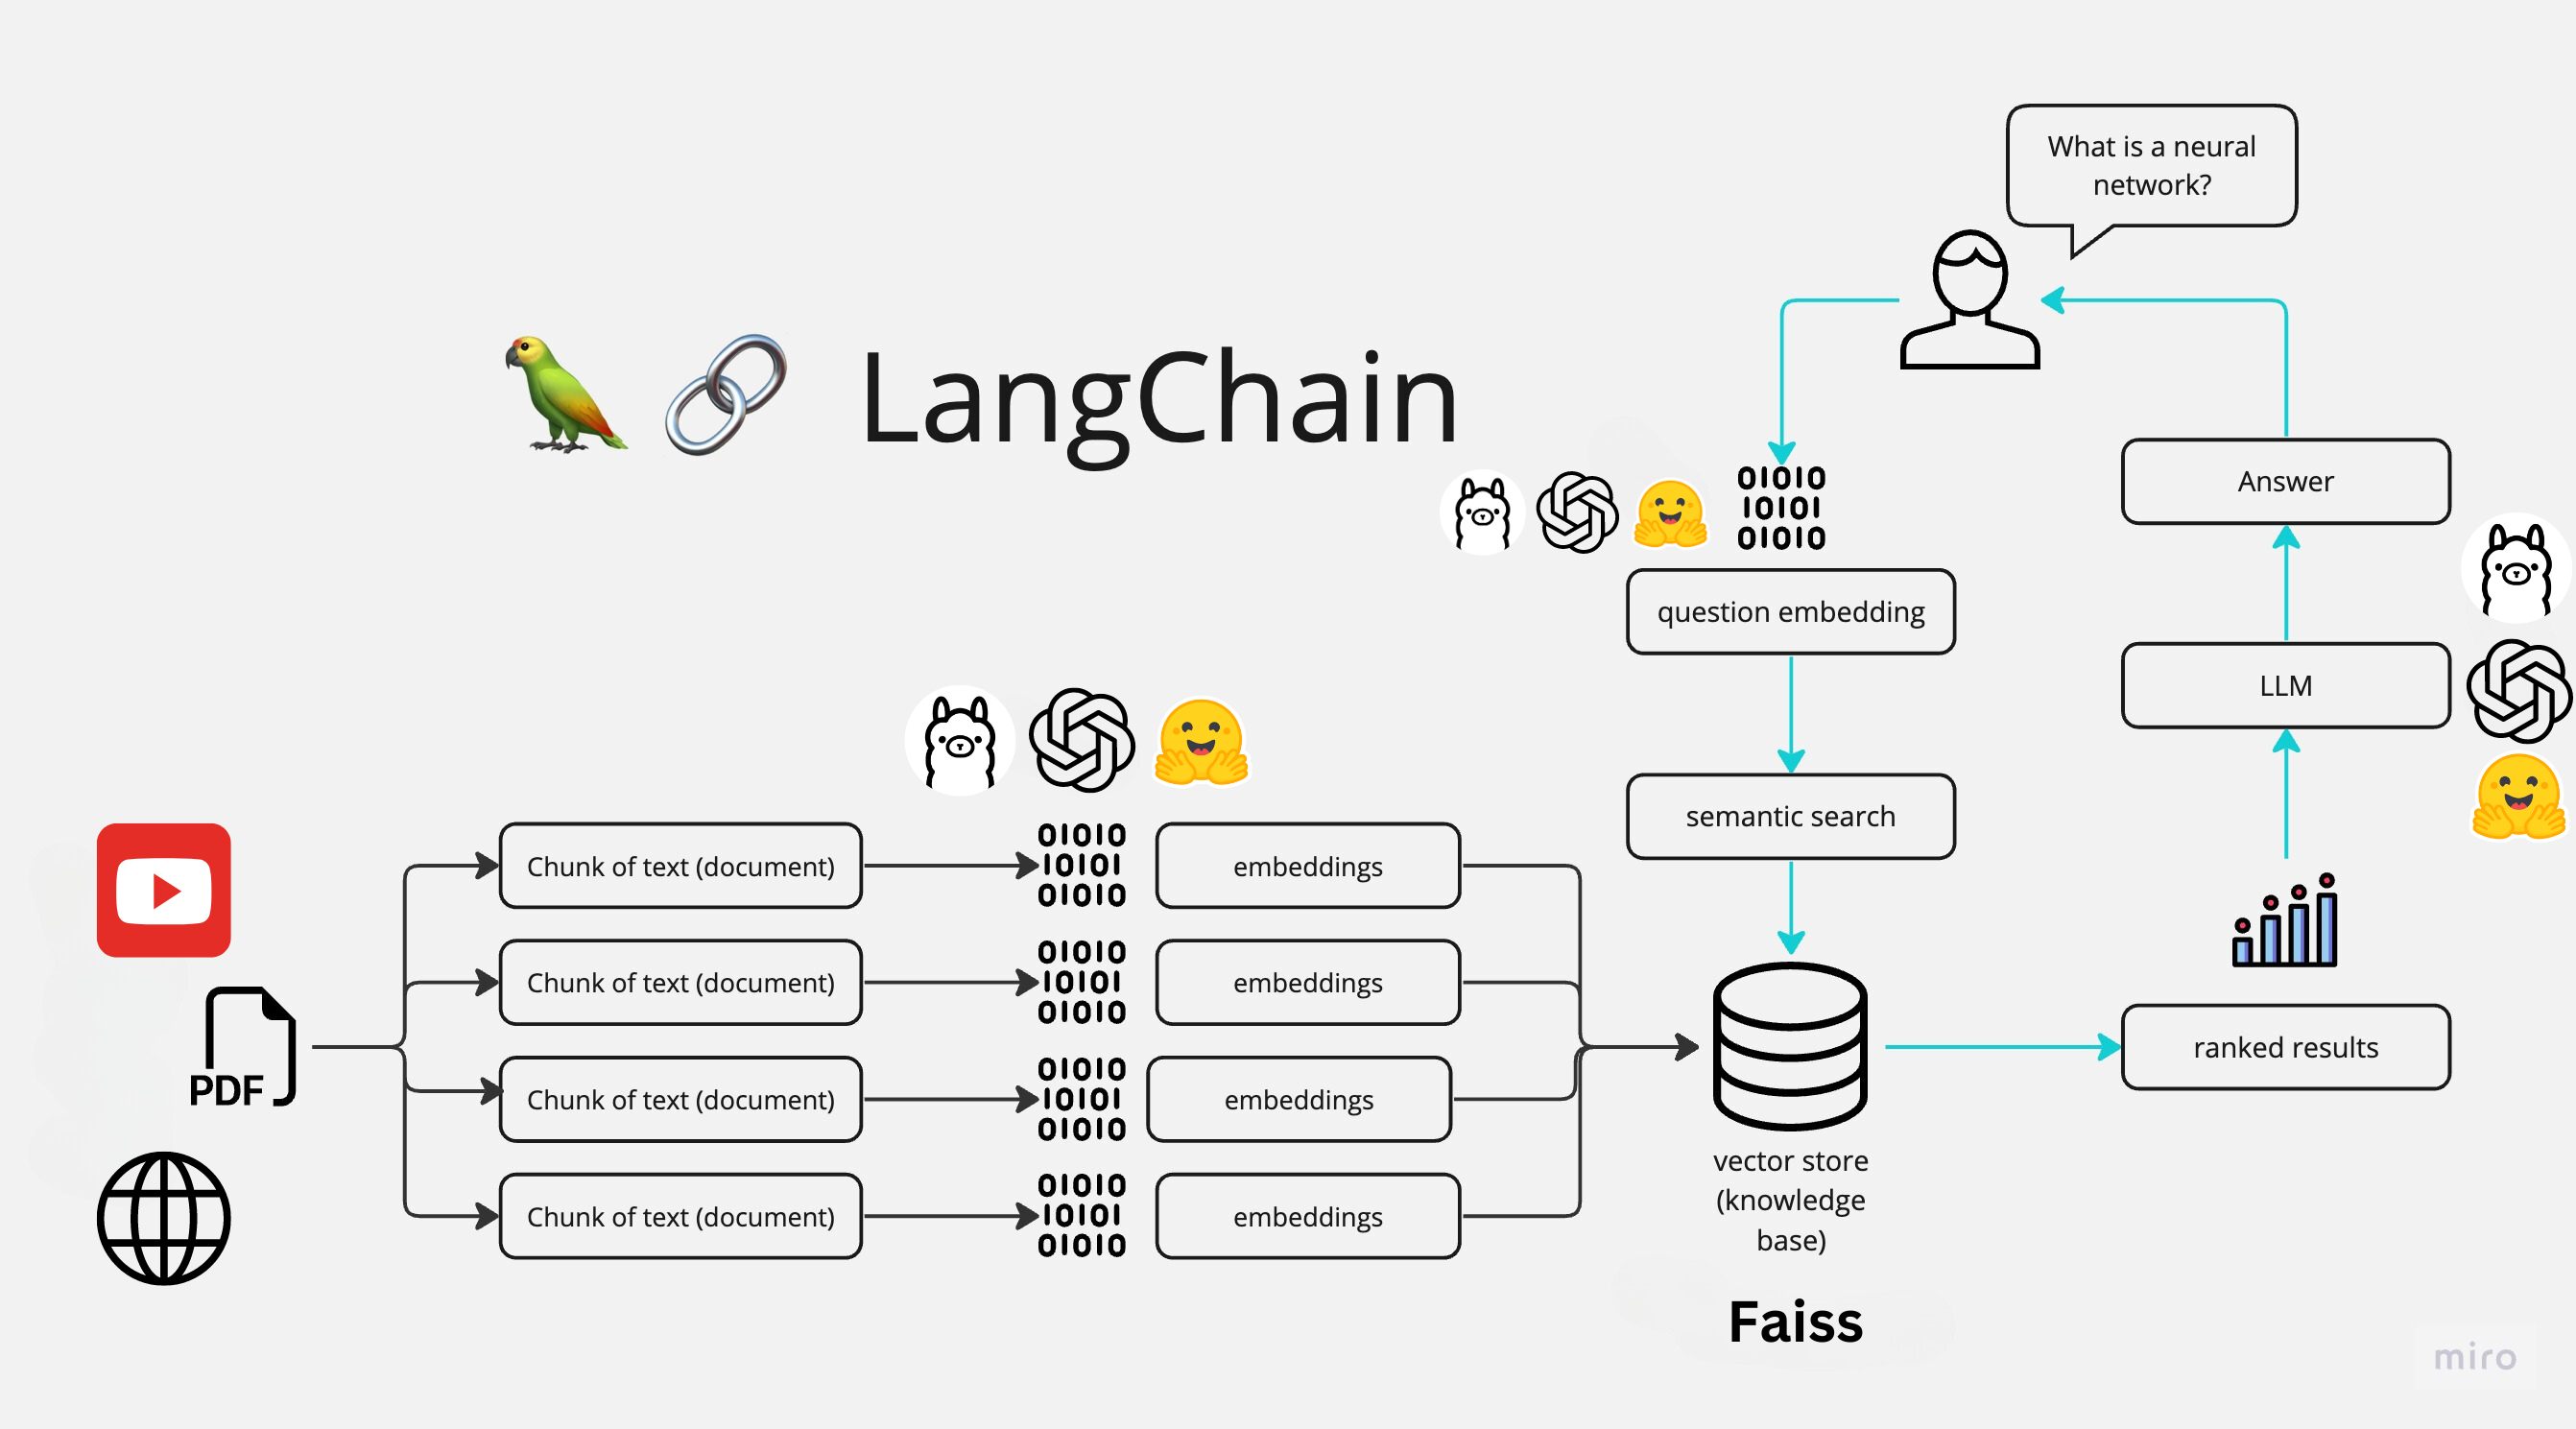 What is a neural
network?
LangChain
01010
10101
01010
Answer
question embedding
LLM
semantic search
Chunk of text (document)
01010
10101
01010
embeddings
Chunk of text (document)
01010
10101
01010
embeddings
PDF
ranked results
Chunk of text (document)
01010
10101
01010
embeddings
Chunk of text (document)
01010
10101
01010
embeddings
vector store
(knowledge
base)
Faiss
miro